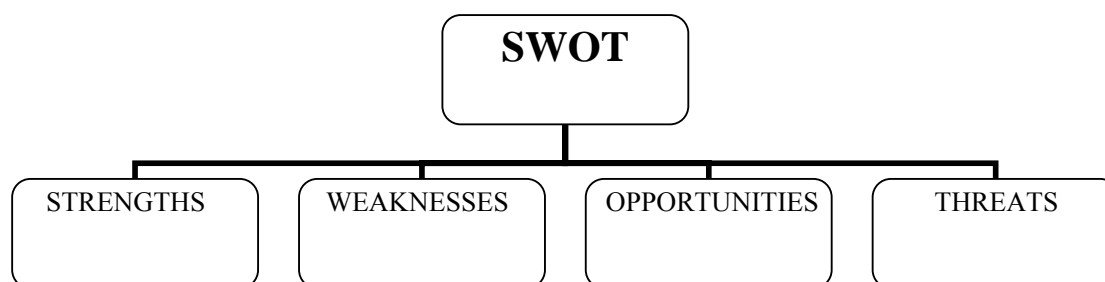 SWOT
STRENGTHS
WEAKNESSES
OPPORTUNITIES
THREATS